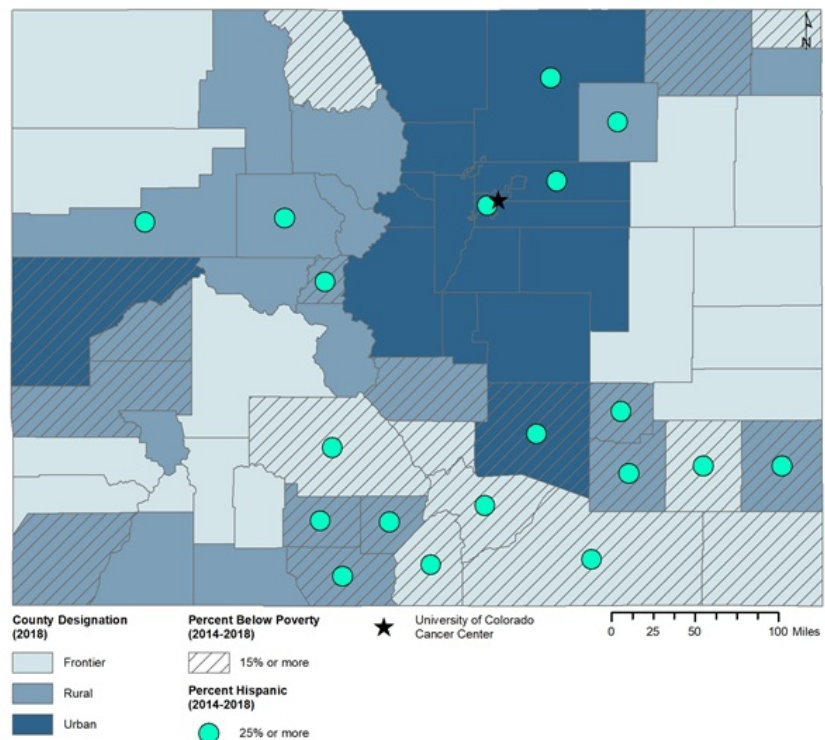 N
County Designation
(2018)
Frontier
Rural
Urban
Percent Below Poverty
(2014-2018)
15% or more
Percent Hispanic
(2014-2018)
25% or more
University of Colorado
Cancer Center
0 25 50 100 Miles